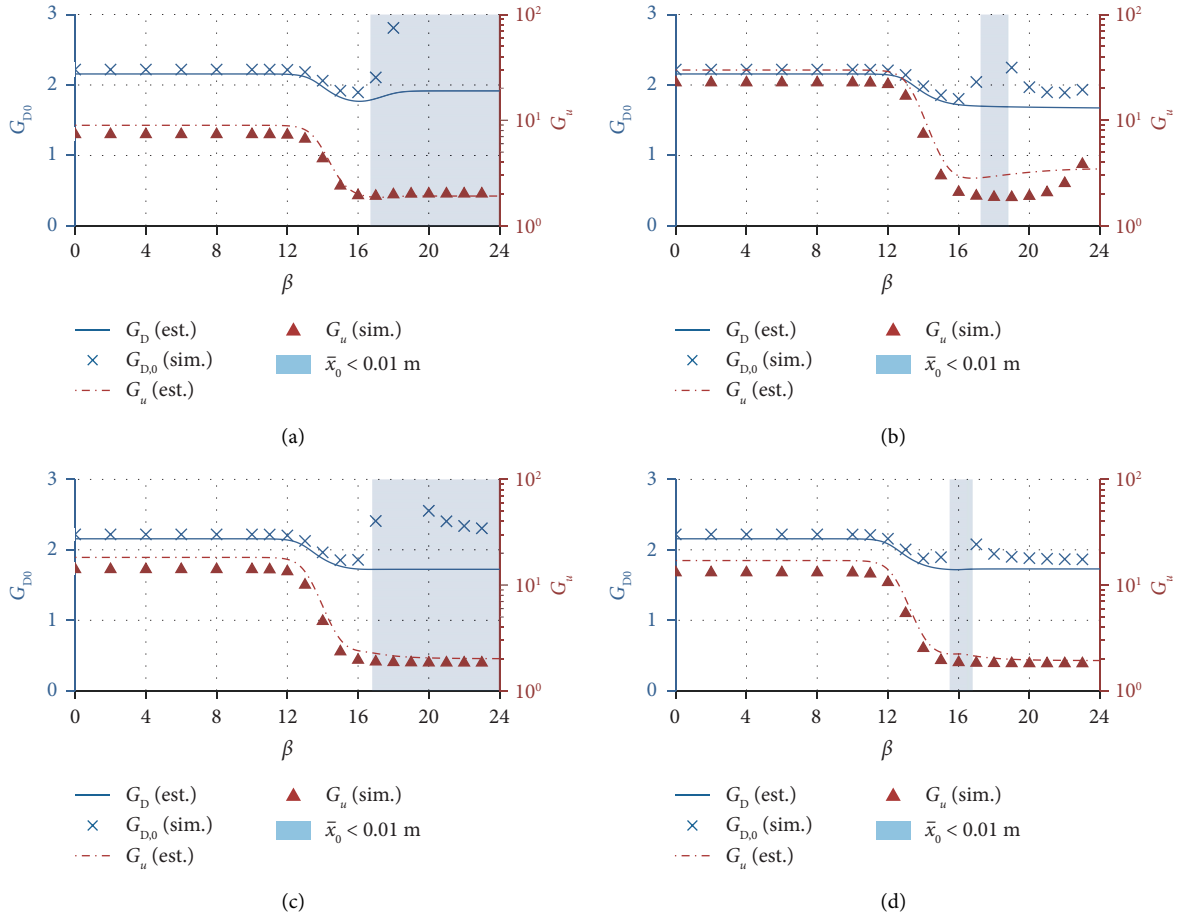 3
2
1
0
G_D0
10^2
10^1
10^0
G_u
0 4 8 12 16 20 24
β
G_D (est.)
G_D,0 (sim.)
G_u (est.)
G_u (sim.)
x̄_0 < 0.01 m
(a)
3
2
1
0
G_D0
10^2
10^1
10^0
G_u
0 4 8 12 16 20 24
β
G_D (est.)
G_D,0 (sim.)
G_u (est.)
G_u (sim.)
x̄_0 < 0.01 m
(b)
3
2
1
0
G_D0
10^2
10^1
10^0
G_u
0 4 8 12 16 20 24
β
G_D (est.)
G_D,0 (sim.)
G_u (est.)
G_u (sim.)
x̄_0 < 0.01 m
(c)
3
2
1
0
G_D0
10^2
10^1
10^0
G_u
0 4 8 12 16 20 24
β
G_D (est.)
G_D,0 (sim.)
G_u (est.)
G_u (sim.)
x̄_0 < 0.01 m
(d)